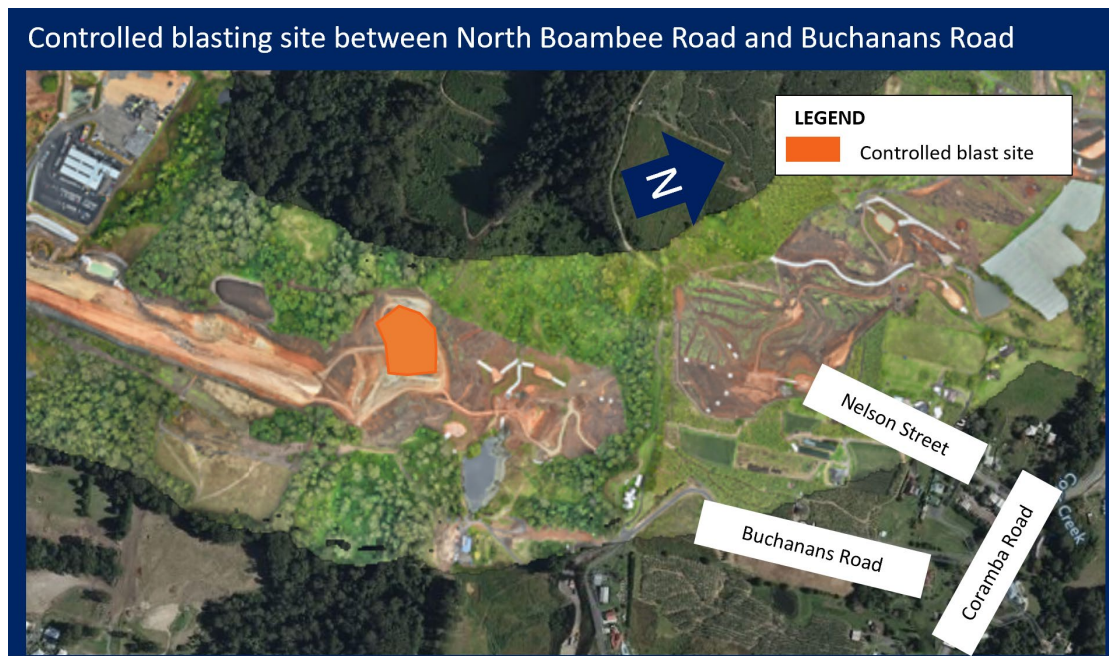 Controlled blasting site between North Boambee Road and Buchanans Road
LEGEND
Controlled blast site
N
Nelson Street
Buchanans Road
Coramba Road
Creek